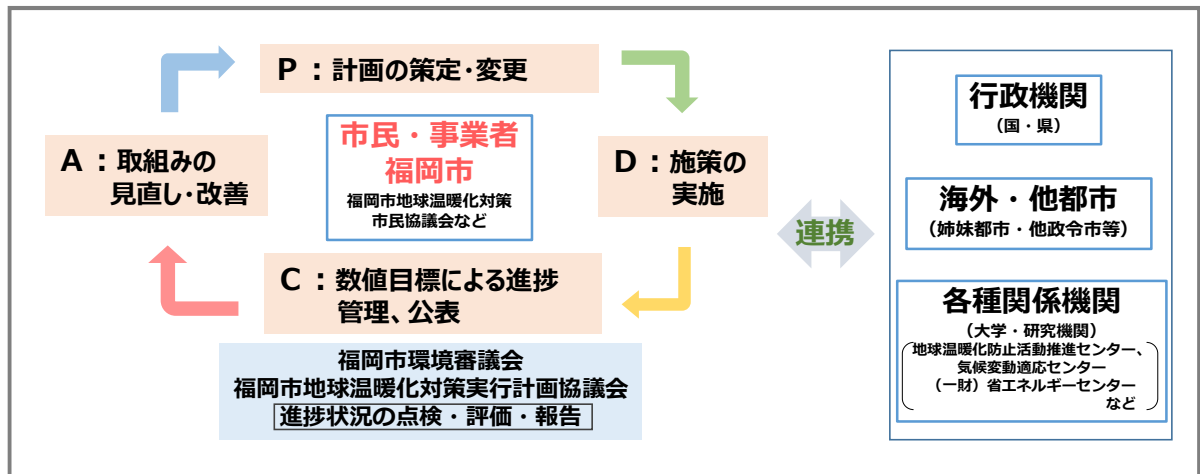 P：計画の策定・変更
市民・事業者
福岡市
福岡市地球温暖化対策
市民協議会など
D：施策の
実施
C：数値目標による進捗
管理、公表
A：取組みの
見直し・改善
福岡市環境審議会
福岡市地球温暖化対策実行計画協議会
進捗状況の点検・評価・報告
連携
行政機関
（国・県）
海外・他都市
（姉妹都市・他政令市等）
各種関係機関
（大学・研究機関）
地球温暖化防止活動推進センター、
気候変動適応センター
（一財）省エネルギーセンター
など